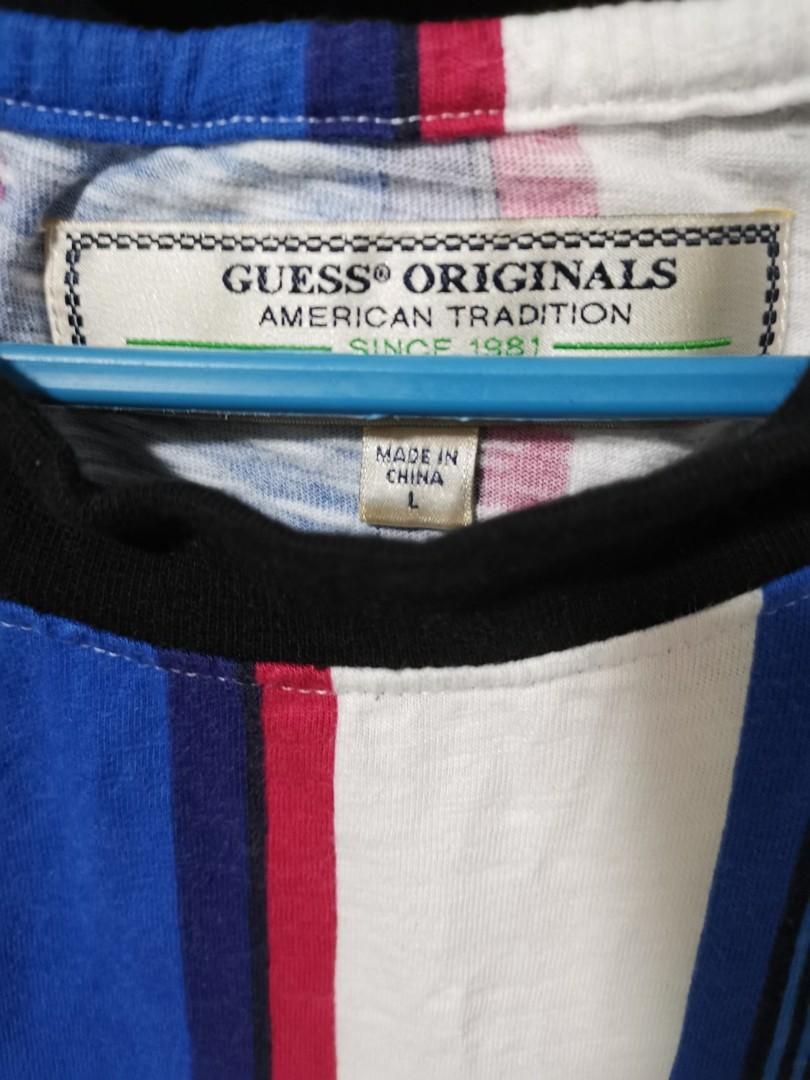 GUESS® ORIGINALS
AMERICAN TRADITION
SINCE 1981
MADE IN
CHINA
L